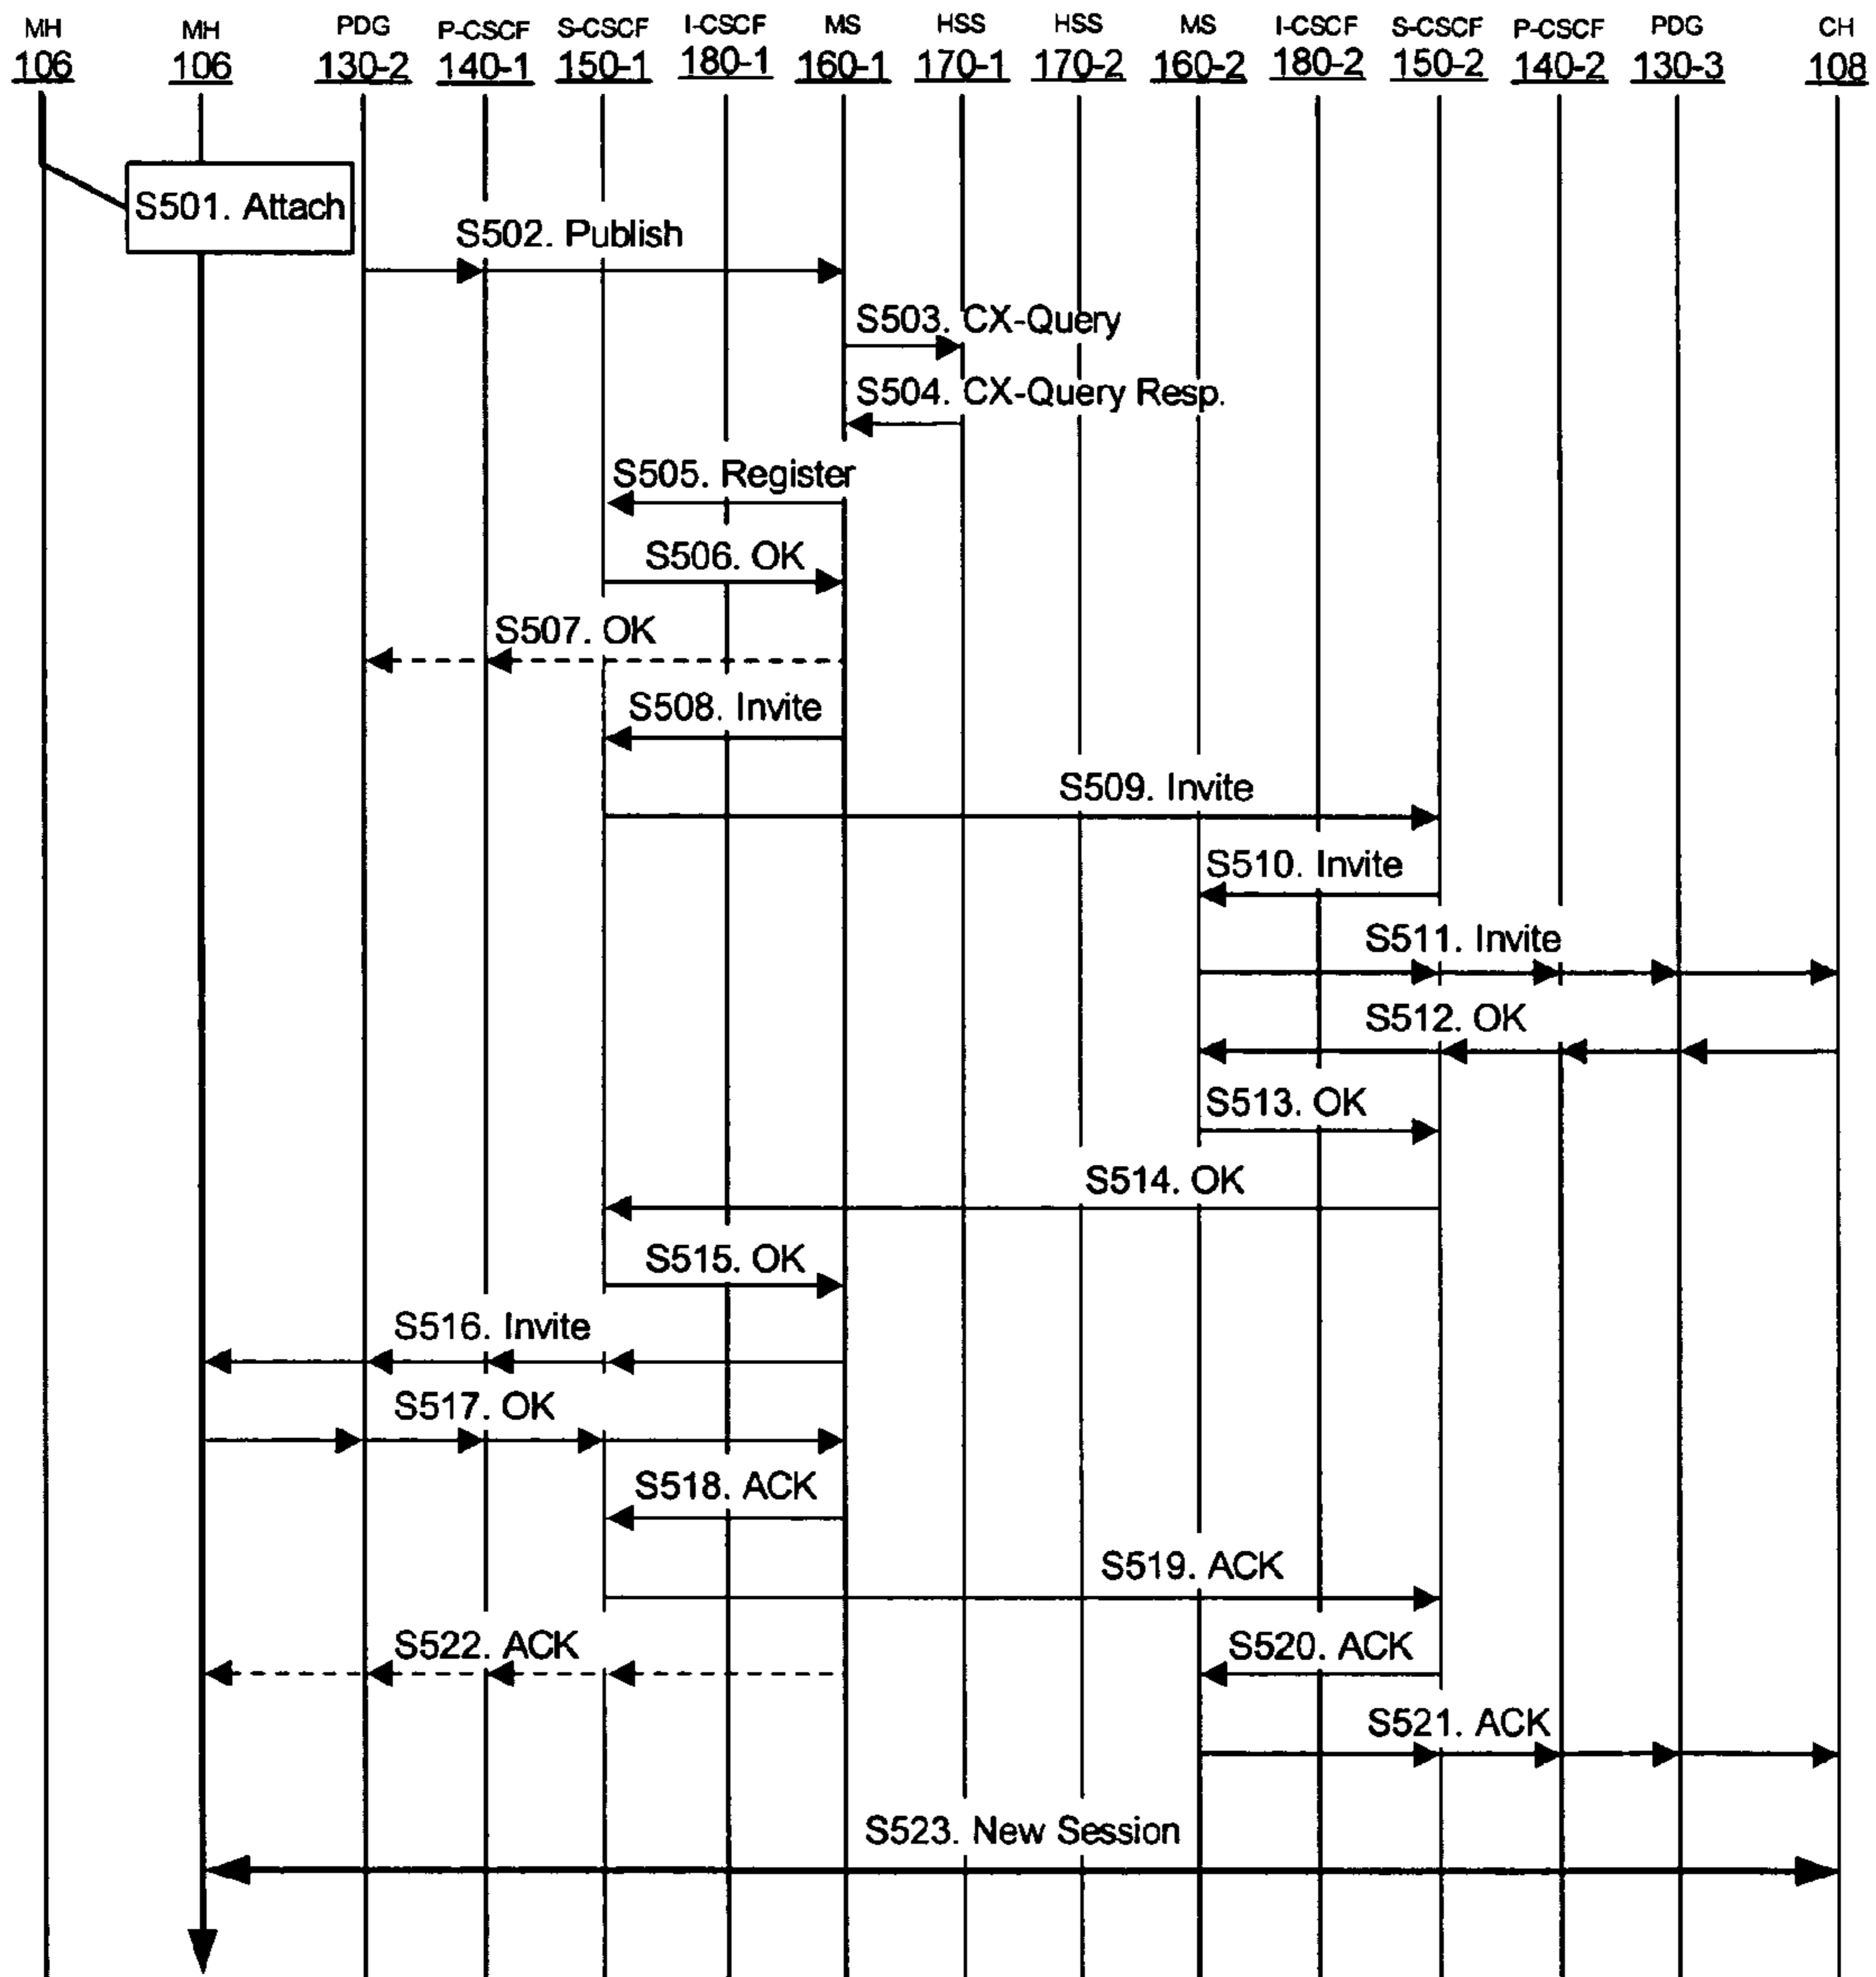 MH MH PDG P-CSCF S-CSCF I-CSCF MS HSS HSS MS I-CSCF S-CSCF P-CSCF PDG CH
106 106 130-2 140-1 150-1 180-1 160-1 170-1 170-2 160-2 180-2 150-2 140-2 130-3 108
S501. Attach
S502. Publish
S503. CX-Query
S504. CX-Query Resp.
S505. Register
S506. OK
S507. OK
S508. Invite
S509. Invite
S510. Invite
S511. Invite
S512. OK
S513. OK
S514. OK
S515. OK
S516. Invite
S517. OK
S518. ACK
S519. ACK
S522. ACK S520. ACK
S521. ACK
S523. New Session